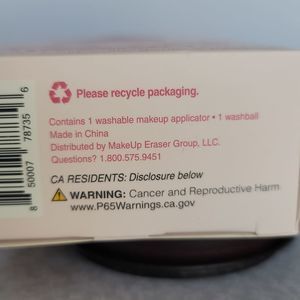 Please recycle packaging.
Contains 1 washable makeup applicator • 1 washball
Made in China
Distributed by MakeUp Eraser Group, LLC.
Questions? 1.800.575.9451
CA RESIDENTS: Disclosure below
WARNING: Cancer and Reproductive Harm
www.P65Warnings.ca.gov
8 50007 78735 6